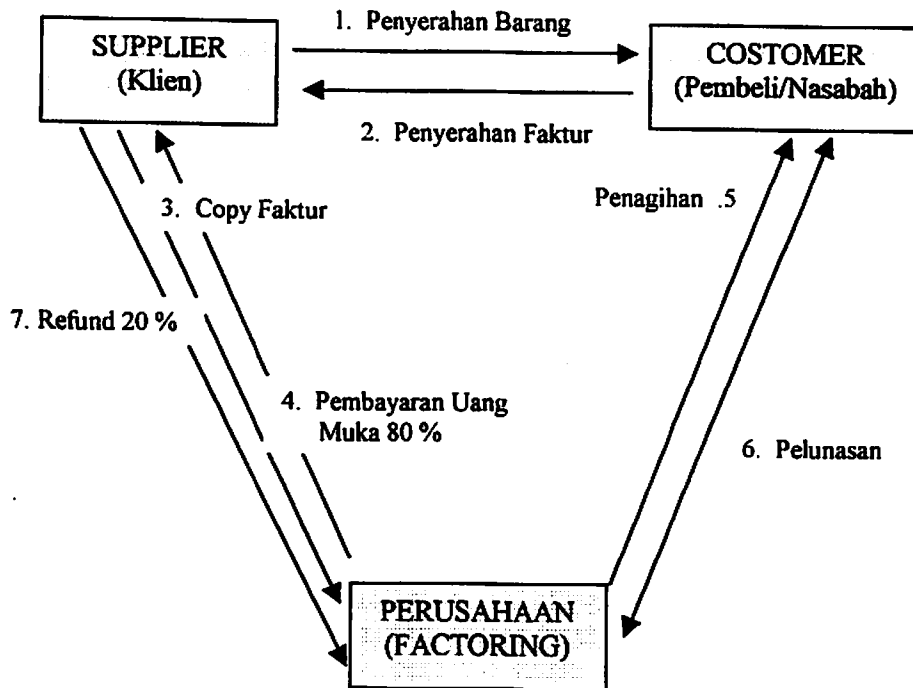 1. Penyerahan Barang
SUPPLIER
(Klien)
COSTOMER
(Pembeli/Nasabah)
2. Penyerahan Faktur
3. Copy Faktur
Penagihan .5
7. Refund 20 %
4. Pembayaran Uang
Muka 80 %
6. Pelunasan
PERUSAHAAN
(FACTORING)